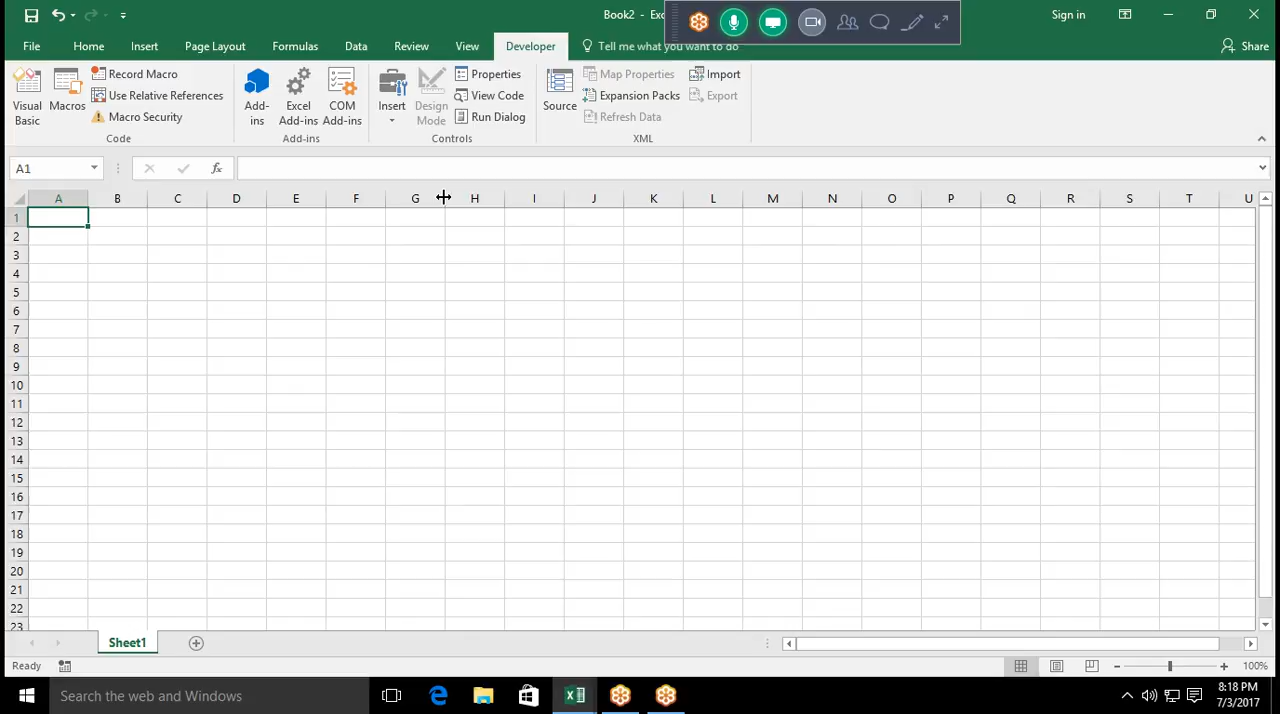 Book2 - Exc
Sign in
File
Home
Insert
Page Layout
Formulas
Data
Review
View
Developer
Tell me what you want to do
Share
Visual Basic
Macros
Record Macro
Use Relative References
Macro Security
Code
Add-ins
Excel Add-ins
COM Add-ins
Add-ins
Insert
Design Mode
Properties
View Code
Run Dialog
Controls
Source
Map Properties
Expansion Packs
Refresh Data
Import
Export
XML
A1
fx
A B C D E F G H I J K L M N O P Q R S T U
1
2
3
4
5
6
7
8
9
10
11
12
13
14
15
16
17
18
19
20
21
22
23
Sheet1
Ready
100%
Search the web and Windows
8:18 PM
7/3/2017